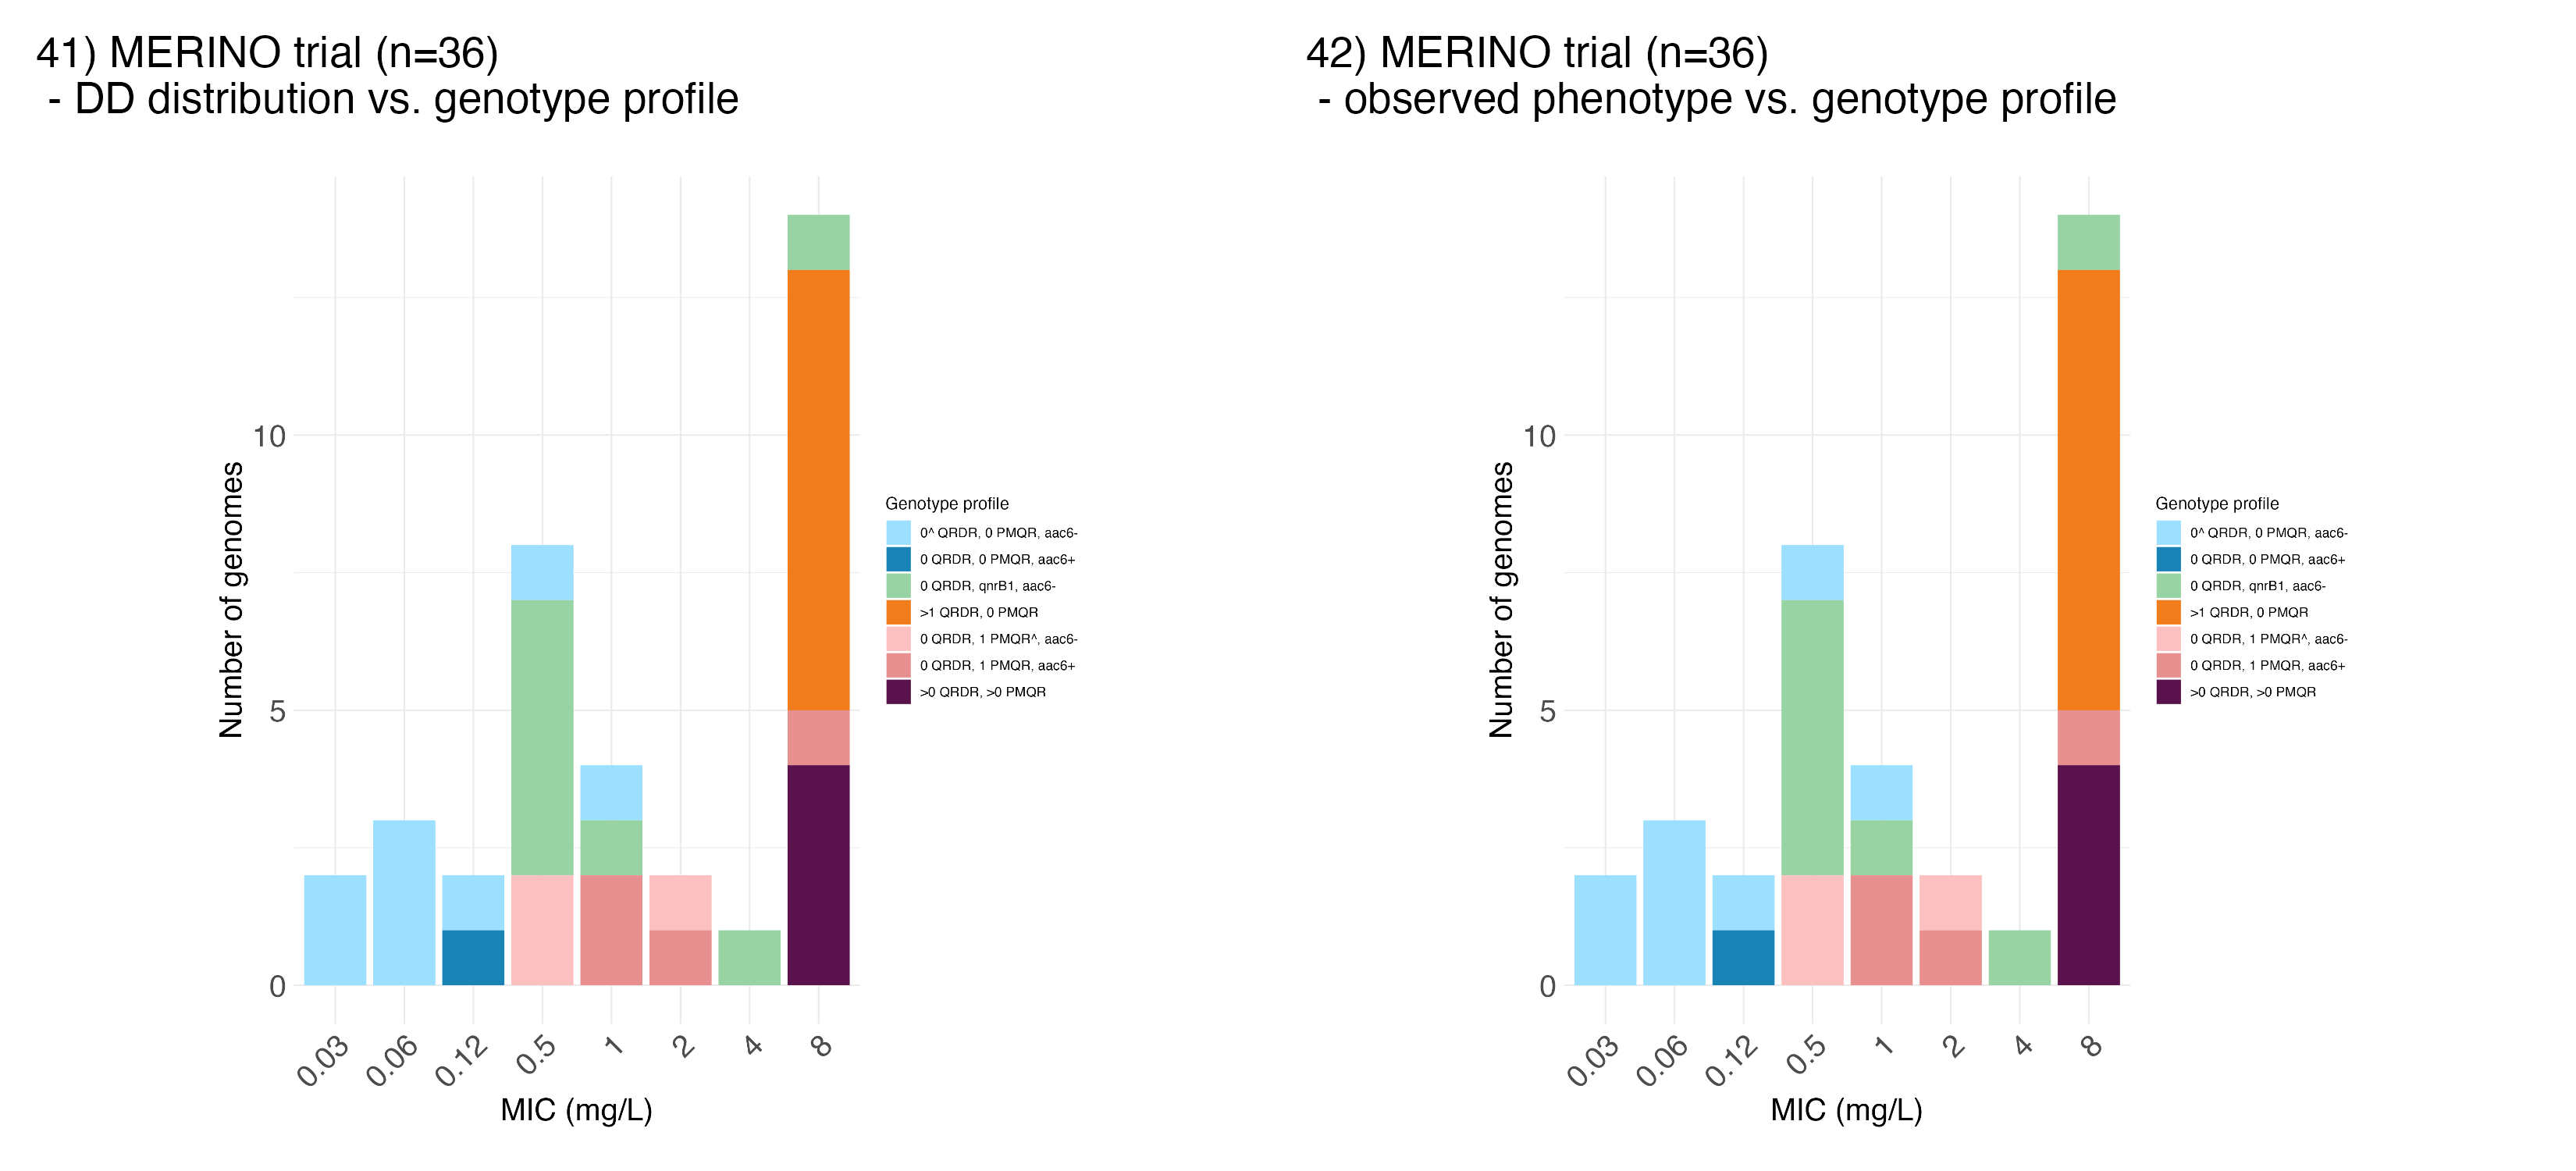 41) MERINO trial (n=36)
- DD distribution vs. genotype profile
Number of genomes
10
5
0
0.03
0.06
0.12
0.5
1
2
4
8
MIC (mg/L)
Genotype profile
0^ QRDR, 0 PMQR, aac6-
0 QRDR, 0 PMQR, aac6+
0 QRDR, qnrB1, aac6-
>1 QRDR, 0 PMQR
0 QRDR, 1 PMQR^, aac6-
0 QRDR, 1 PMQR, aac6+
>0 QRDR, >0 PMQR
42) MERINO trial (n=36)
- observed phenotype vs. genotype profile
Number of genomes
10
5
0
0.03
0.06
0.12
0.5
1
2
4
8
MIC (mg/L)
Genotype profile
0^ QRDR, 0 PMQR, aac6-
0 QRDR, 0 PMQR, aac6+
0 QRDR, qnrB1, aac6-
>1 QRDR, 0 PMQR
0 QRDR, 1 PMQR^, aac6-
0 QRDR, 1 PMQR, aac6+
>0 QRDR, >0 PMQR